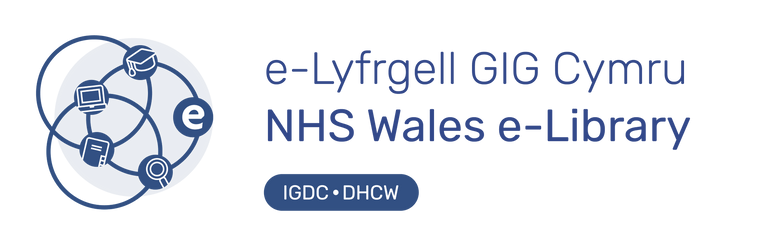 e
e-Lyfrgell GIG Cymru
NHS Wales e-Library
IGDC • DHCW